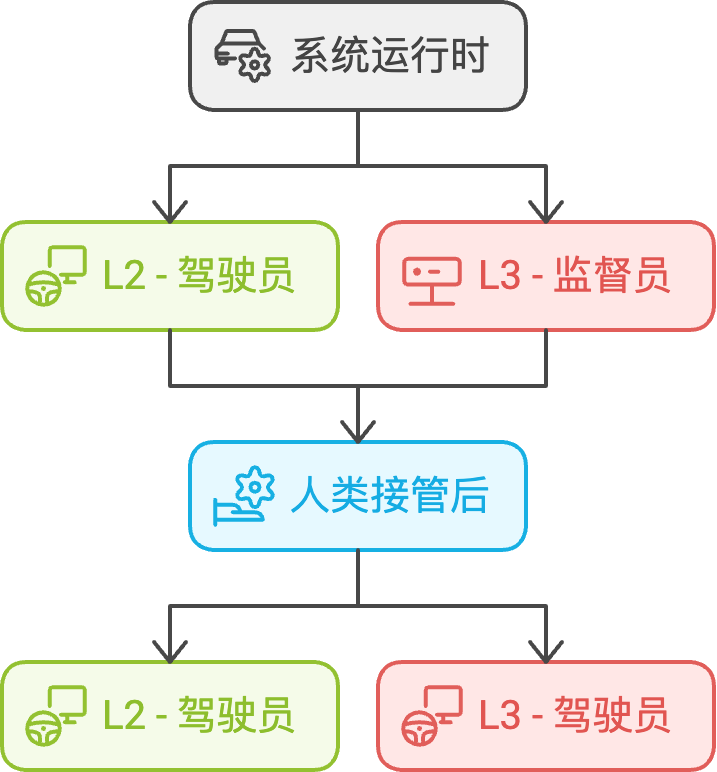 系统运行时
L2 - 驾驶员
L3 - 监督员
人类接管后
L2 - 驾驶员
L3 - 驾驶员